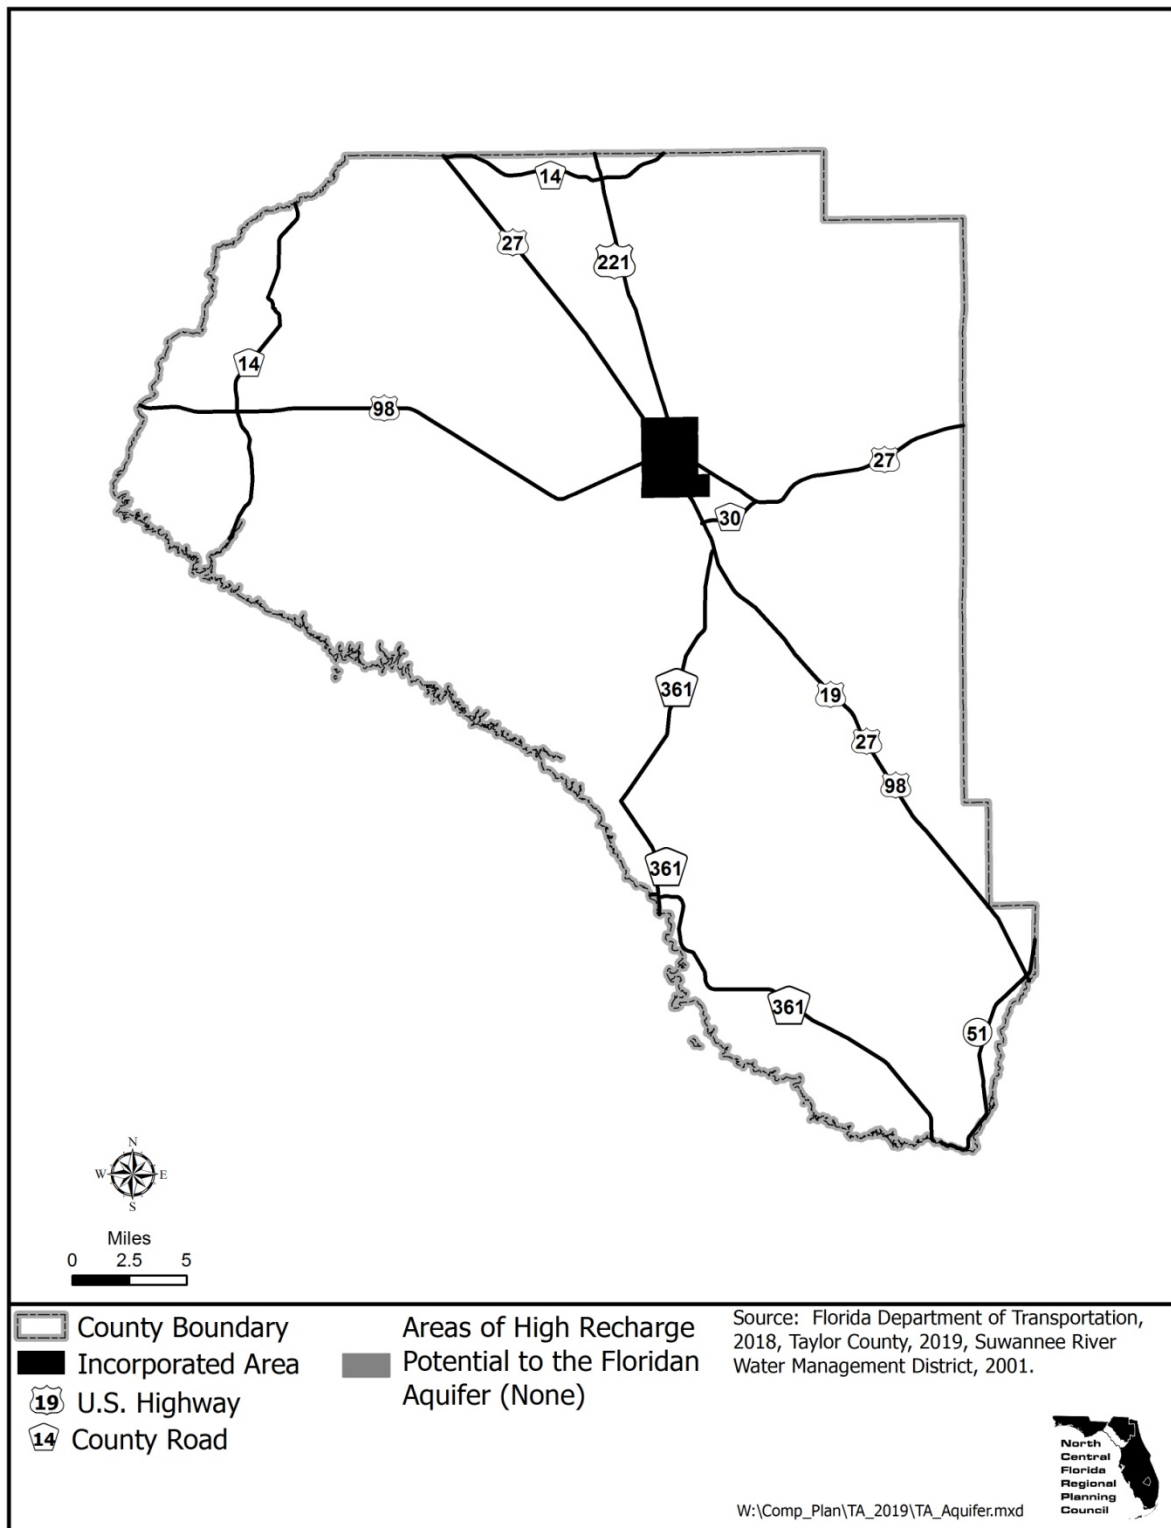 14
27
221
14
98
27
30
361
19
27
98
361
361
51
N
W E
S
Miles
0 2.5 5
County Boundary
Incorporated Area
19 U.S. Highway
14 County Road
Areas of High Recharge
Potential to the Floridan
Aquifer (None)
Source: Florida Department of Transportation,
2018, Taylor County, 2019, Suwannee River
Water Management District, 2001.
North
Central
Florida
Regional
Planning
Council
W:\Comp_Plan\TA_2019\TA_Aquifer.mxd